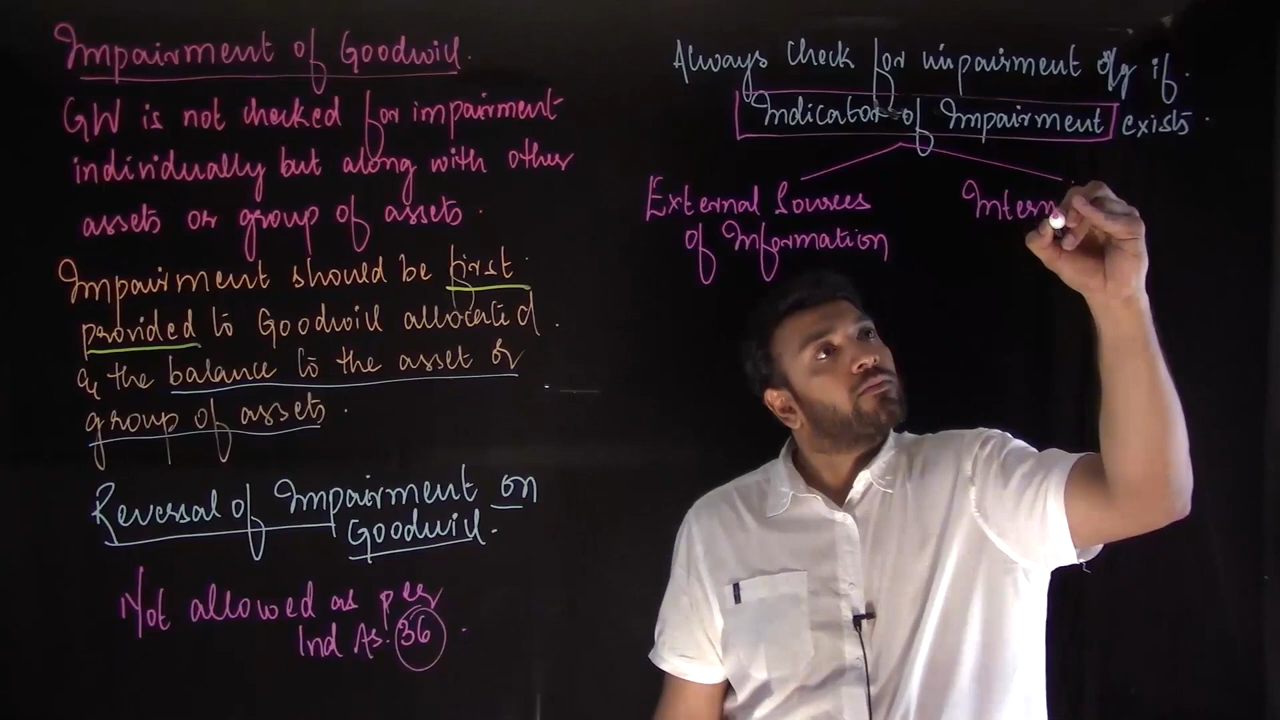 Impairment of Goodwill.
GW is not checked for impairment
individually but along with other
assets or group of assets.
Impairment should be first
provided to Goodwill allocated.
& the balance to the asset or
group of assets.
Reversal of Impairment on
Goodwill.
Not allowed as per
Ind As. 36.
Always check for impairment only if.
Indicator of Impairment exists.
External Sources
of Information
Intern